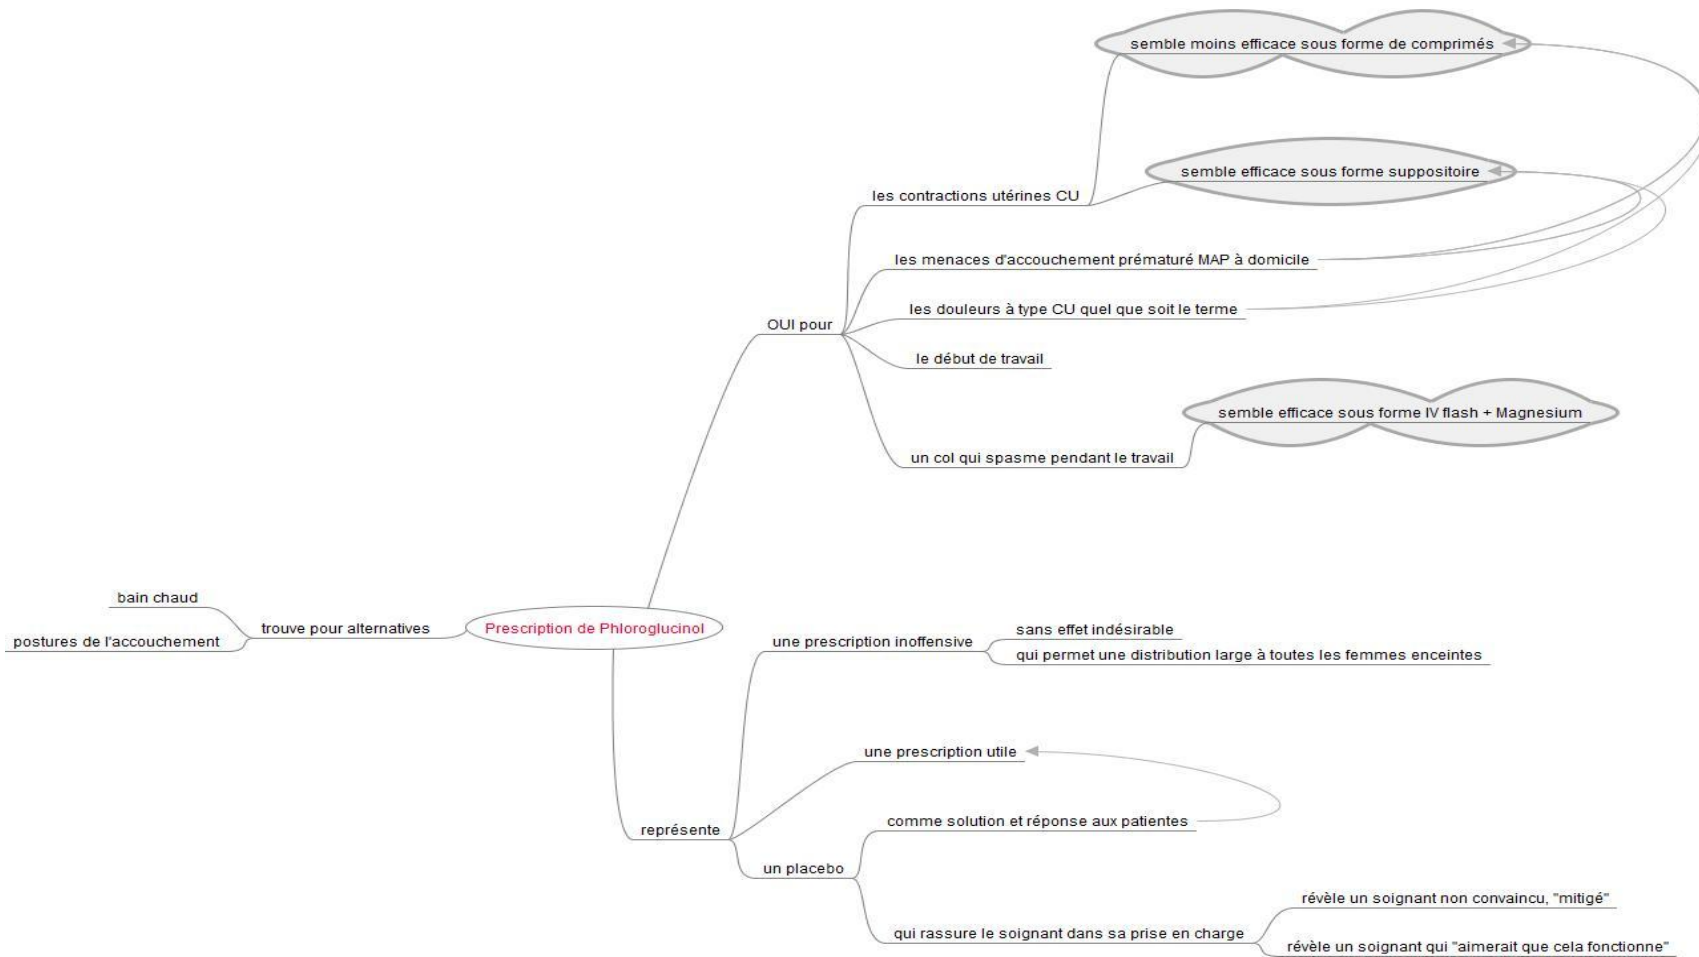 semble moins efficace sous forme de comprimés
semble efficace sous forme suppositoire
les contractions utérines CU
les menaces d'accouchement prématuré MAP à domicile
les douleurs à type CU quel que soit le terme
OUI pour
le début de travail
semble efficace sous forme IV flash + Magnesium
un col qui spasme pendant le travail
bain chaud
trouve pour alternatives
postures de l'accouchement
Prescription de Phloroglucinol
une prescription inoffensive
sans effet indésirable
qui permet une distribution large à toutes les femmes enceintes
une prescription utile
représente
comme solution et réponse aux patientes
un placebo
qui rassure le soignant dans sa prise en charge
révèle un soignant non convaincu, "mitigé"
révèle un soignant qui "aimerait que cela fonctionne"